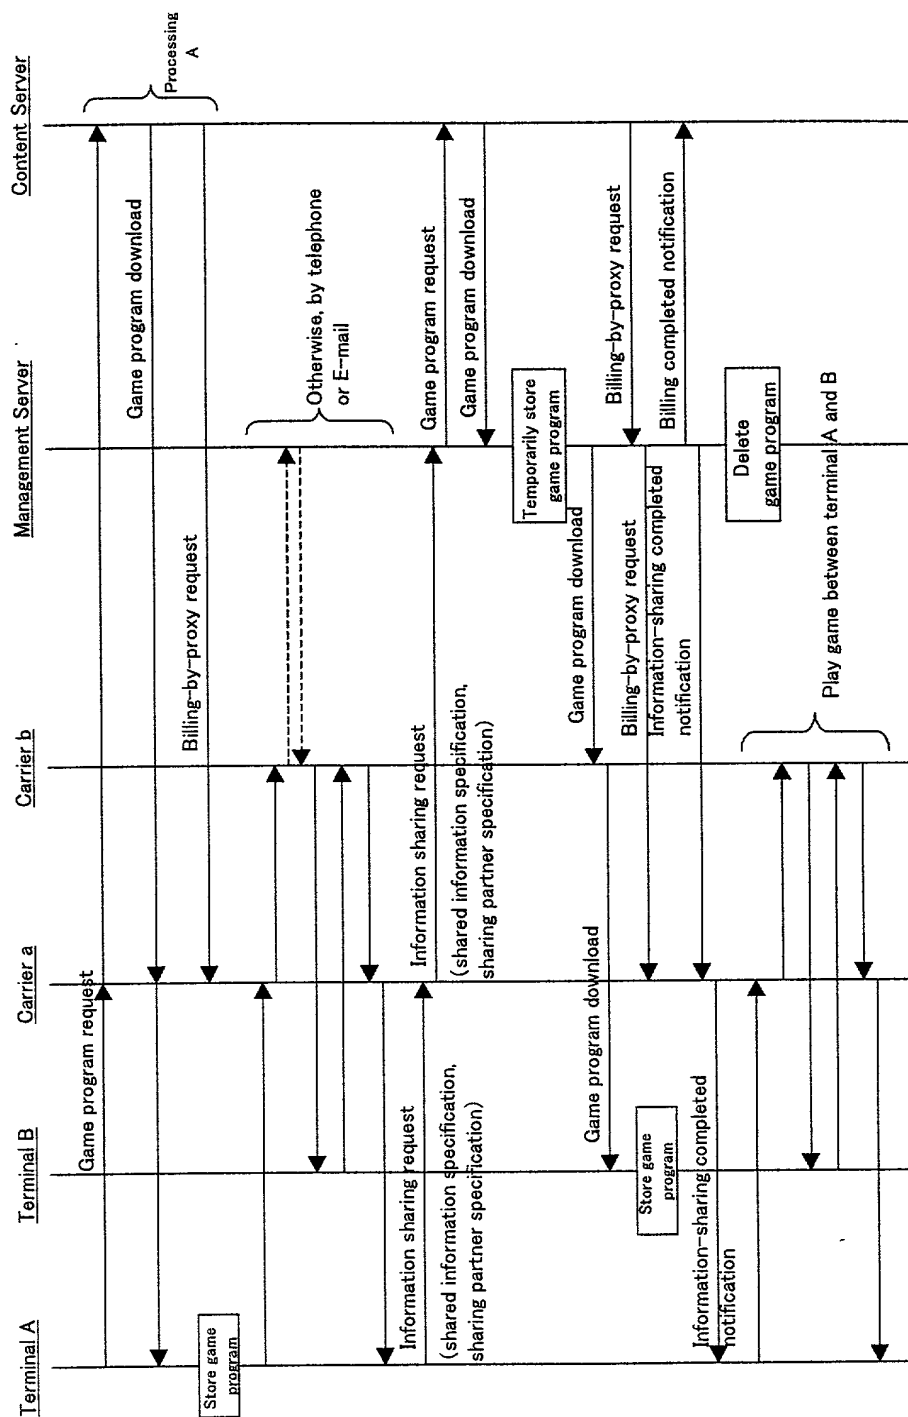 Terminal A
Terminal B
Carrier a
Carrier b
Management Server
Content Server
Game program request
Game program download
Billing-by-proxy request
Processing
A
Store game
program
Otherwise, by telephone
or E-mail
Information sharing request
(shared information specification,
sharing partner specification)
Information sharing request
(shared information specification,
sharing partner specification)
Game program request
Game program download
Temporarily store
game program
Game program download
Game program download
Store game
program
Billing-by-proxy request
Billing-by-proxy request
Information-sharing completed
notification
Billing completed notification
Information-sharing completed
notification
Delete
game program
Play game between terminal A and B